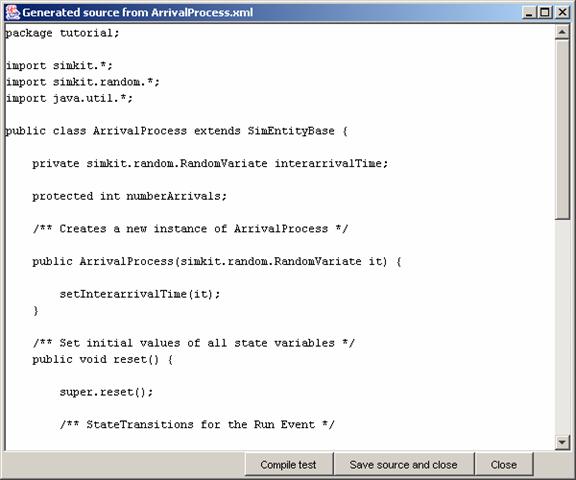 Generated source from ArrivalProcess.xml
package tutorial;
import simkit.*;
import simkit.random.*;
import java.util.*;
public class ArrivalProcess extends SimEntityBase {
private simkit.random.RandomVariate interarrivalTime;
protected int numberArrivals;
/** Creates a new instance of ArrivalProcess */
public ArrivalProcess(simkit.random.RandomVariate it) {
setInterarrivalTime(it);
}
/** Set initial values of all state variables */
public void reset() {
super.reset();
/** StateTransitions for the Run Event */
Compile test
Save source and close
Close